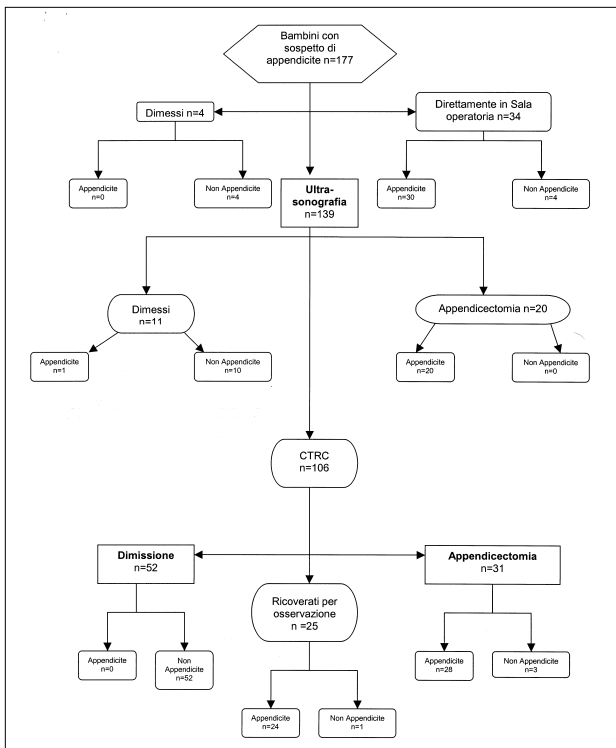 Bambini con
sospetto di
appendicite n=177
Dimessi n=4
Direttamente in Sala
operatoria n=34
Appendicite
n=0
Non Appendicite
n=4
Ultra-
sonografia
n=139
Appendicite
n=30
Non Appendicite
n=4
Dimessi
n=11
Appendicectomia n=20
Appendicite
n=1
Non Appendicite
n=10
Appendicite
n=20
Non Appendicite
n=0
CTRC
n=106
Dimissione
n=52
Appendicectomia
n=31
Ricoverati per
osservazione
n =25
Appendicite
n=0
Non
Appendicite
n=52
Appendicite
n=28
Non Appendicite
n=3
Appendicite
n=24
Non Appendicite
n=1